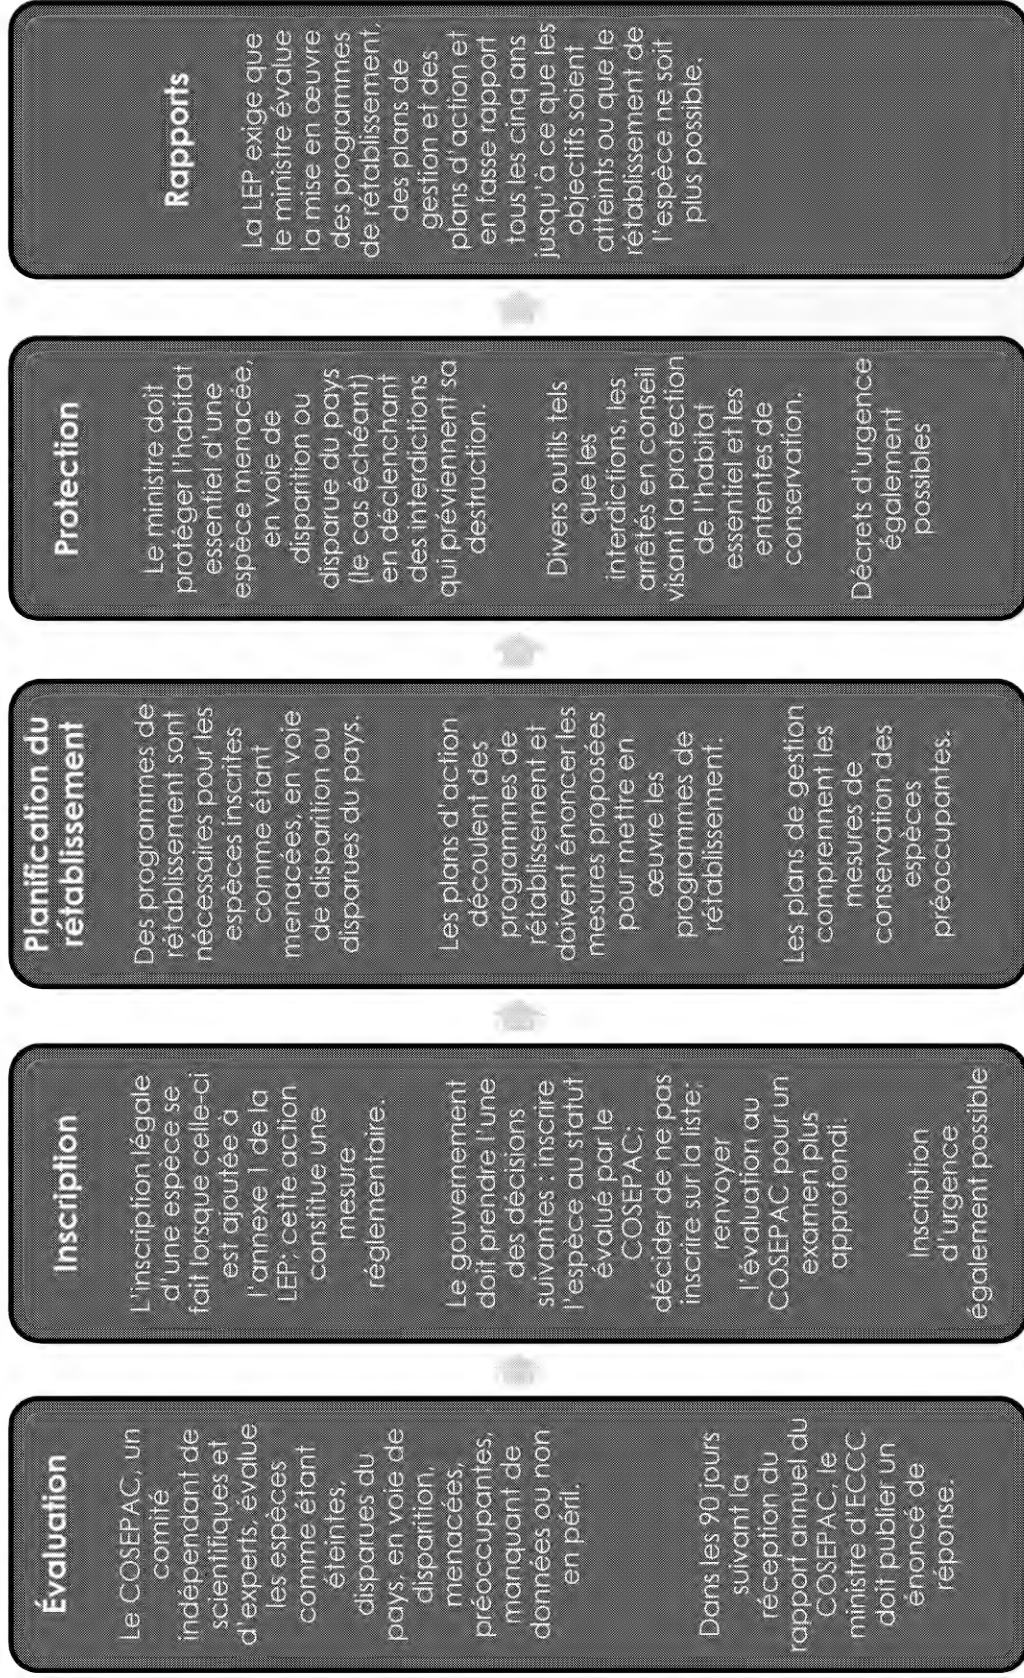 Évaluation
Le COSEPAC, un
comité
indépendant de
scientifiques et
d'experts, évalue
les espèces
comme étant
éteintes,
disparues du
pays, en voie de
disparition,
menacées,
préoccupantes,
manquant de
données ou non
en péril.
Dans les 90 jours
suivant la
réception du
rapport annuel du
COSEPAC, le
ministre d'ECCC
doit publier un
énoncé de
réponse.
Inscription
L'inscription légale
d'une espèce se
fait lorsque celle-ci
est ajoutée à
l'annexe 1 de la
LEP; cette action
constitue une
mesure
réglementaire.
Le gouvernement
doit prendre l'une
des décisions
suivantes : inscrire
l'espèce au statut
évalué par le
COSEPAC;
décider de ne pas
inscrire sur la liste;
renvoyer
l'évaluation au
COSEPAC pour un
examen plus
approfondi.
Inscription
d'urgence
également possible
Planification du
rétablissement
Des programmes de
rétablissement sont
nécessaires pour les
espèces inscrites
comme étant
menacées, en voie
de disparition ou
disparues du pays.
Les plans d'action
découlent des
programmes de
rétablissement et
doivent énoncer les
mesures proposées
pour mettre en
œuvre les
programmes de
rétablissement.
Les plans de gestion
comprennent les
mesures de
conservation des
espèces
préoccupantes.
Protection
Le ministre doit
protéger l'habitat
essentiel d'une
espèce menacée,
en voie de
disparition ou
disparue du pays
(le cas échéant)
en déclenchant
des interdictions
qui préviennent sa
destruction.
Divers outils tels
que les
interdictions, les
arrêtés en conseil
visant la protection
de l'habitat
essentiel et les
ententes de
conservation.
Décrets d'urgence
également
possibles
Rapports
La LEP exige que
le ministre évalue
la mise en œuvre
des programmes
de rétablissement,
des plans de
gestion et des
plans d'action et
en fasse rapport
tous les cinq ans
jusqu'à ce que les
objectifs soient
atteints ou que le
rétablissement de
l'espèce ne soit
plus possible.